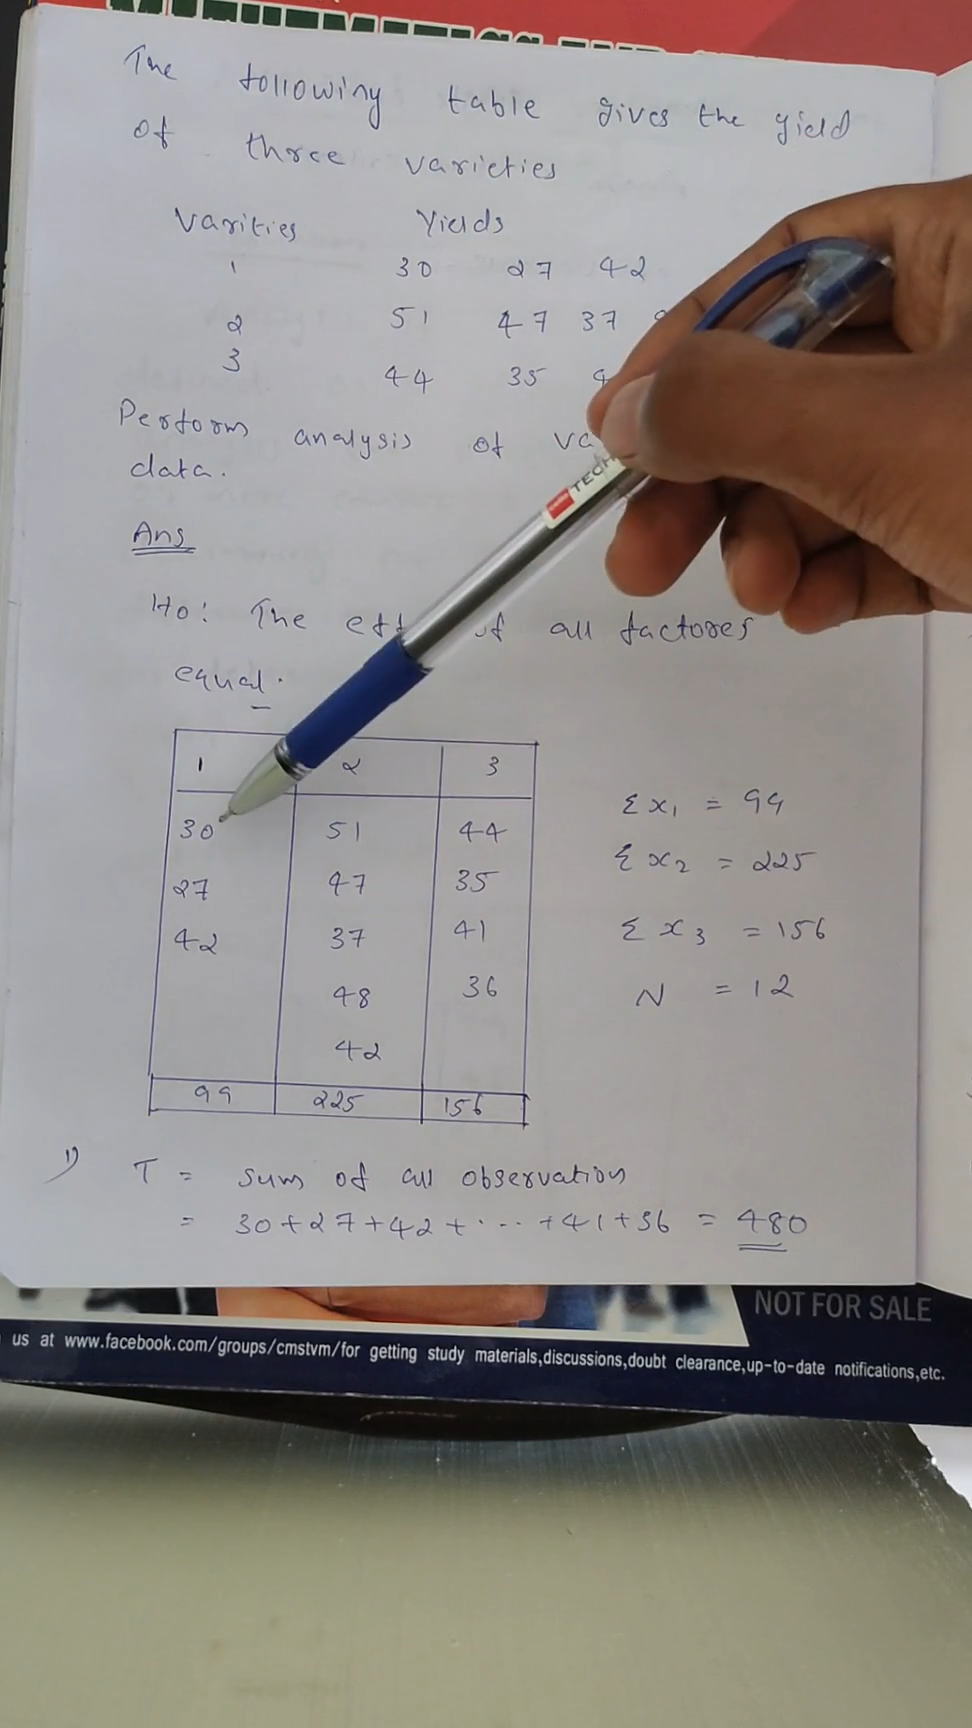 The following table gives the yield
of three varieties
Varities Yields
1 30 27 42
2 51 47 37
3 44 35
Perform analysis of
data.
Ans
Ho: The of all factores
equal.
1 2 3
30 51 44
27 47 35
42 37 41
48 36
42
99 225 156
Σx₁ = 99
Σx₂ = 225
Σx₃ = 156
N = 12
1) T = sum of all observation
= 30+27+42+....+41+36 = 480
TECH
NOT FOR SALE
us at www.facebook.com/groups/cmstvm/for getting study materials,discussions,doubt clearance,up-to-date notifications,etc.